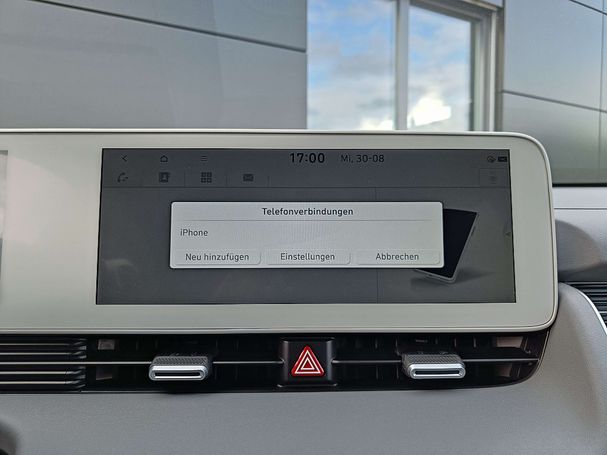 17:00 Mi, 30-08
Telefonverbindungen
iPhone
Neu hinzufügen Einstellungen Abbrechen